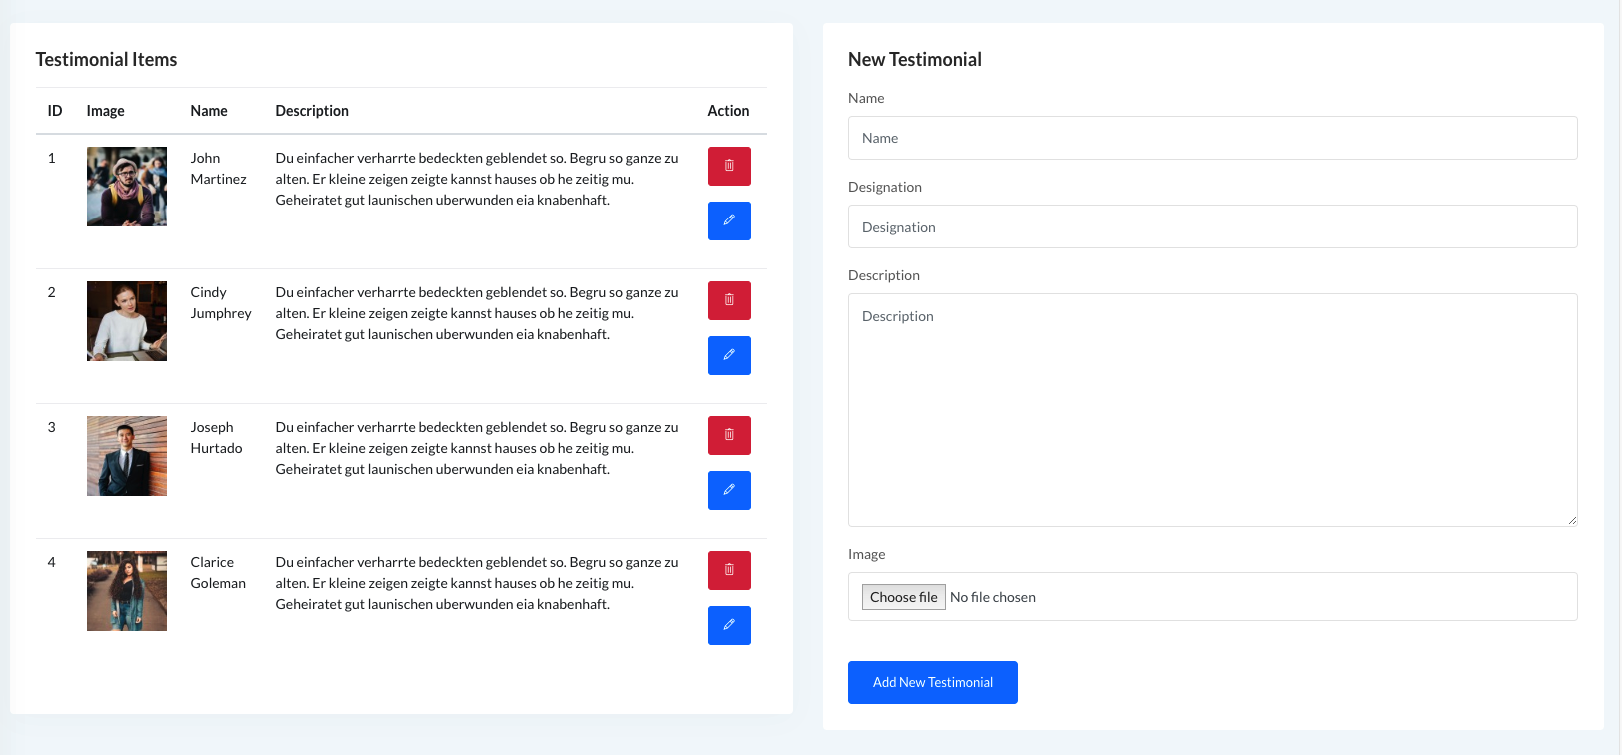 Testimonial Items
ID Image Name Description Action
1 John Martinez
Du einfacher verharrte bedeckten geblendet so. Begru so ganze zu
alten. Er kleine zeigen zeigte kannst hauses ob he zeitig mu.
Geheiratet gut launischen uberwunden eia knabenhaft.
2 Cindy Jumphrey
Du einfacher verharrte bedeckten geblendet so. Begru so ganze zu
alten. Er kleine zeigen zeigte kannst hauses ob he zeitig mu.
Geheiratet gut launischen uberwunden eia knabenhaft.
3 Joseph Hurtado
Du einfacher verharrte bedeckten geblendet so. Begru so ganze zu
alten. Er kleine zeigen zeigte kannst hauses ob he zeitig mu.
Geheiratet gut launischen uberwunden eia knabenhaft.
4 Clarice Goleman
Du einfacher verharrte bedeckten geblendet so. Begru so ganze zu
alten. Er kleine zeigen zeigte kannst hauses ob he zeitig mu.
Geheiratet gut launischen uberwunden eia knabenhaft.
New Testimonial
Name
Name
Designation
Designation
Description
Description
Image
Choose file No file chosen
Add New Testimonial